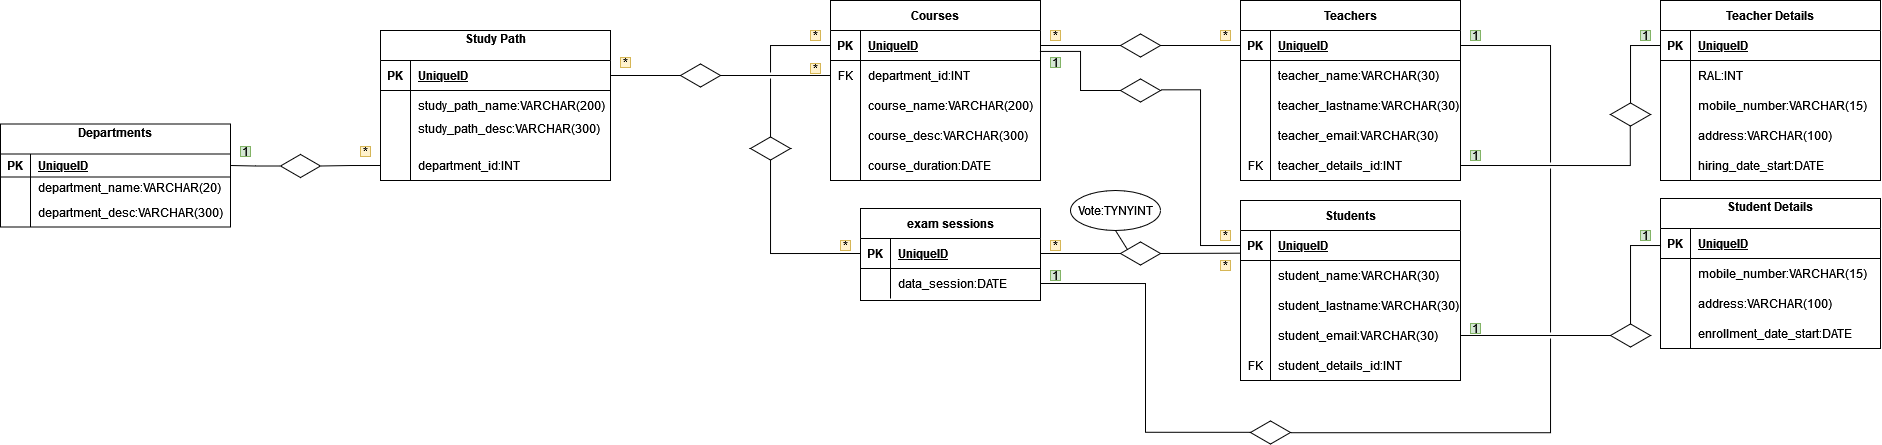 Departments
PK UniqueID
department_name:VARCHAR(20)
department_desc:VARCHAR(300)
1
*
Study Path
PK UniqueID
study_path_name:VARCHAR(200)
study_path_desc:VARCHAR(300)
department_id:INT
*
*
*
Courses
PK UniqueID
FK department_id:INT
course_name:VARCHAR(200)
course_desc:VARCHAR(300)
course_duration:DATE
*
1
*
exam sessions
PK UniqueID
data_session:DATE
*
*
1
Vote:TYNYINT
*
*
Teachers
PK UniqueID
teacher_name:VARCHAR(30)
teacher_lastname:VARCHAR(30)
teacher_email:VARCHAR(30)
FK teacher_details_id:INT
1
1
Students
PK UniqueID
student_name:VARCHAR(30)
student_lastname:VARCHAR(30)
student_email:VARCHAR(30)
FK student_details_id:INT
1
1
Teacher Details
PK UniqueID
RAL:INT
mobile_number:VARCHAR(15)
address:VARCHAR(100)
hiring_date_start:DATE
1
Student Details
PK UniqueID
mobile_number:VARCHAR(15)
address:VARCHAR(100)
enrollment_date_start:DATE